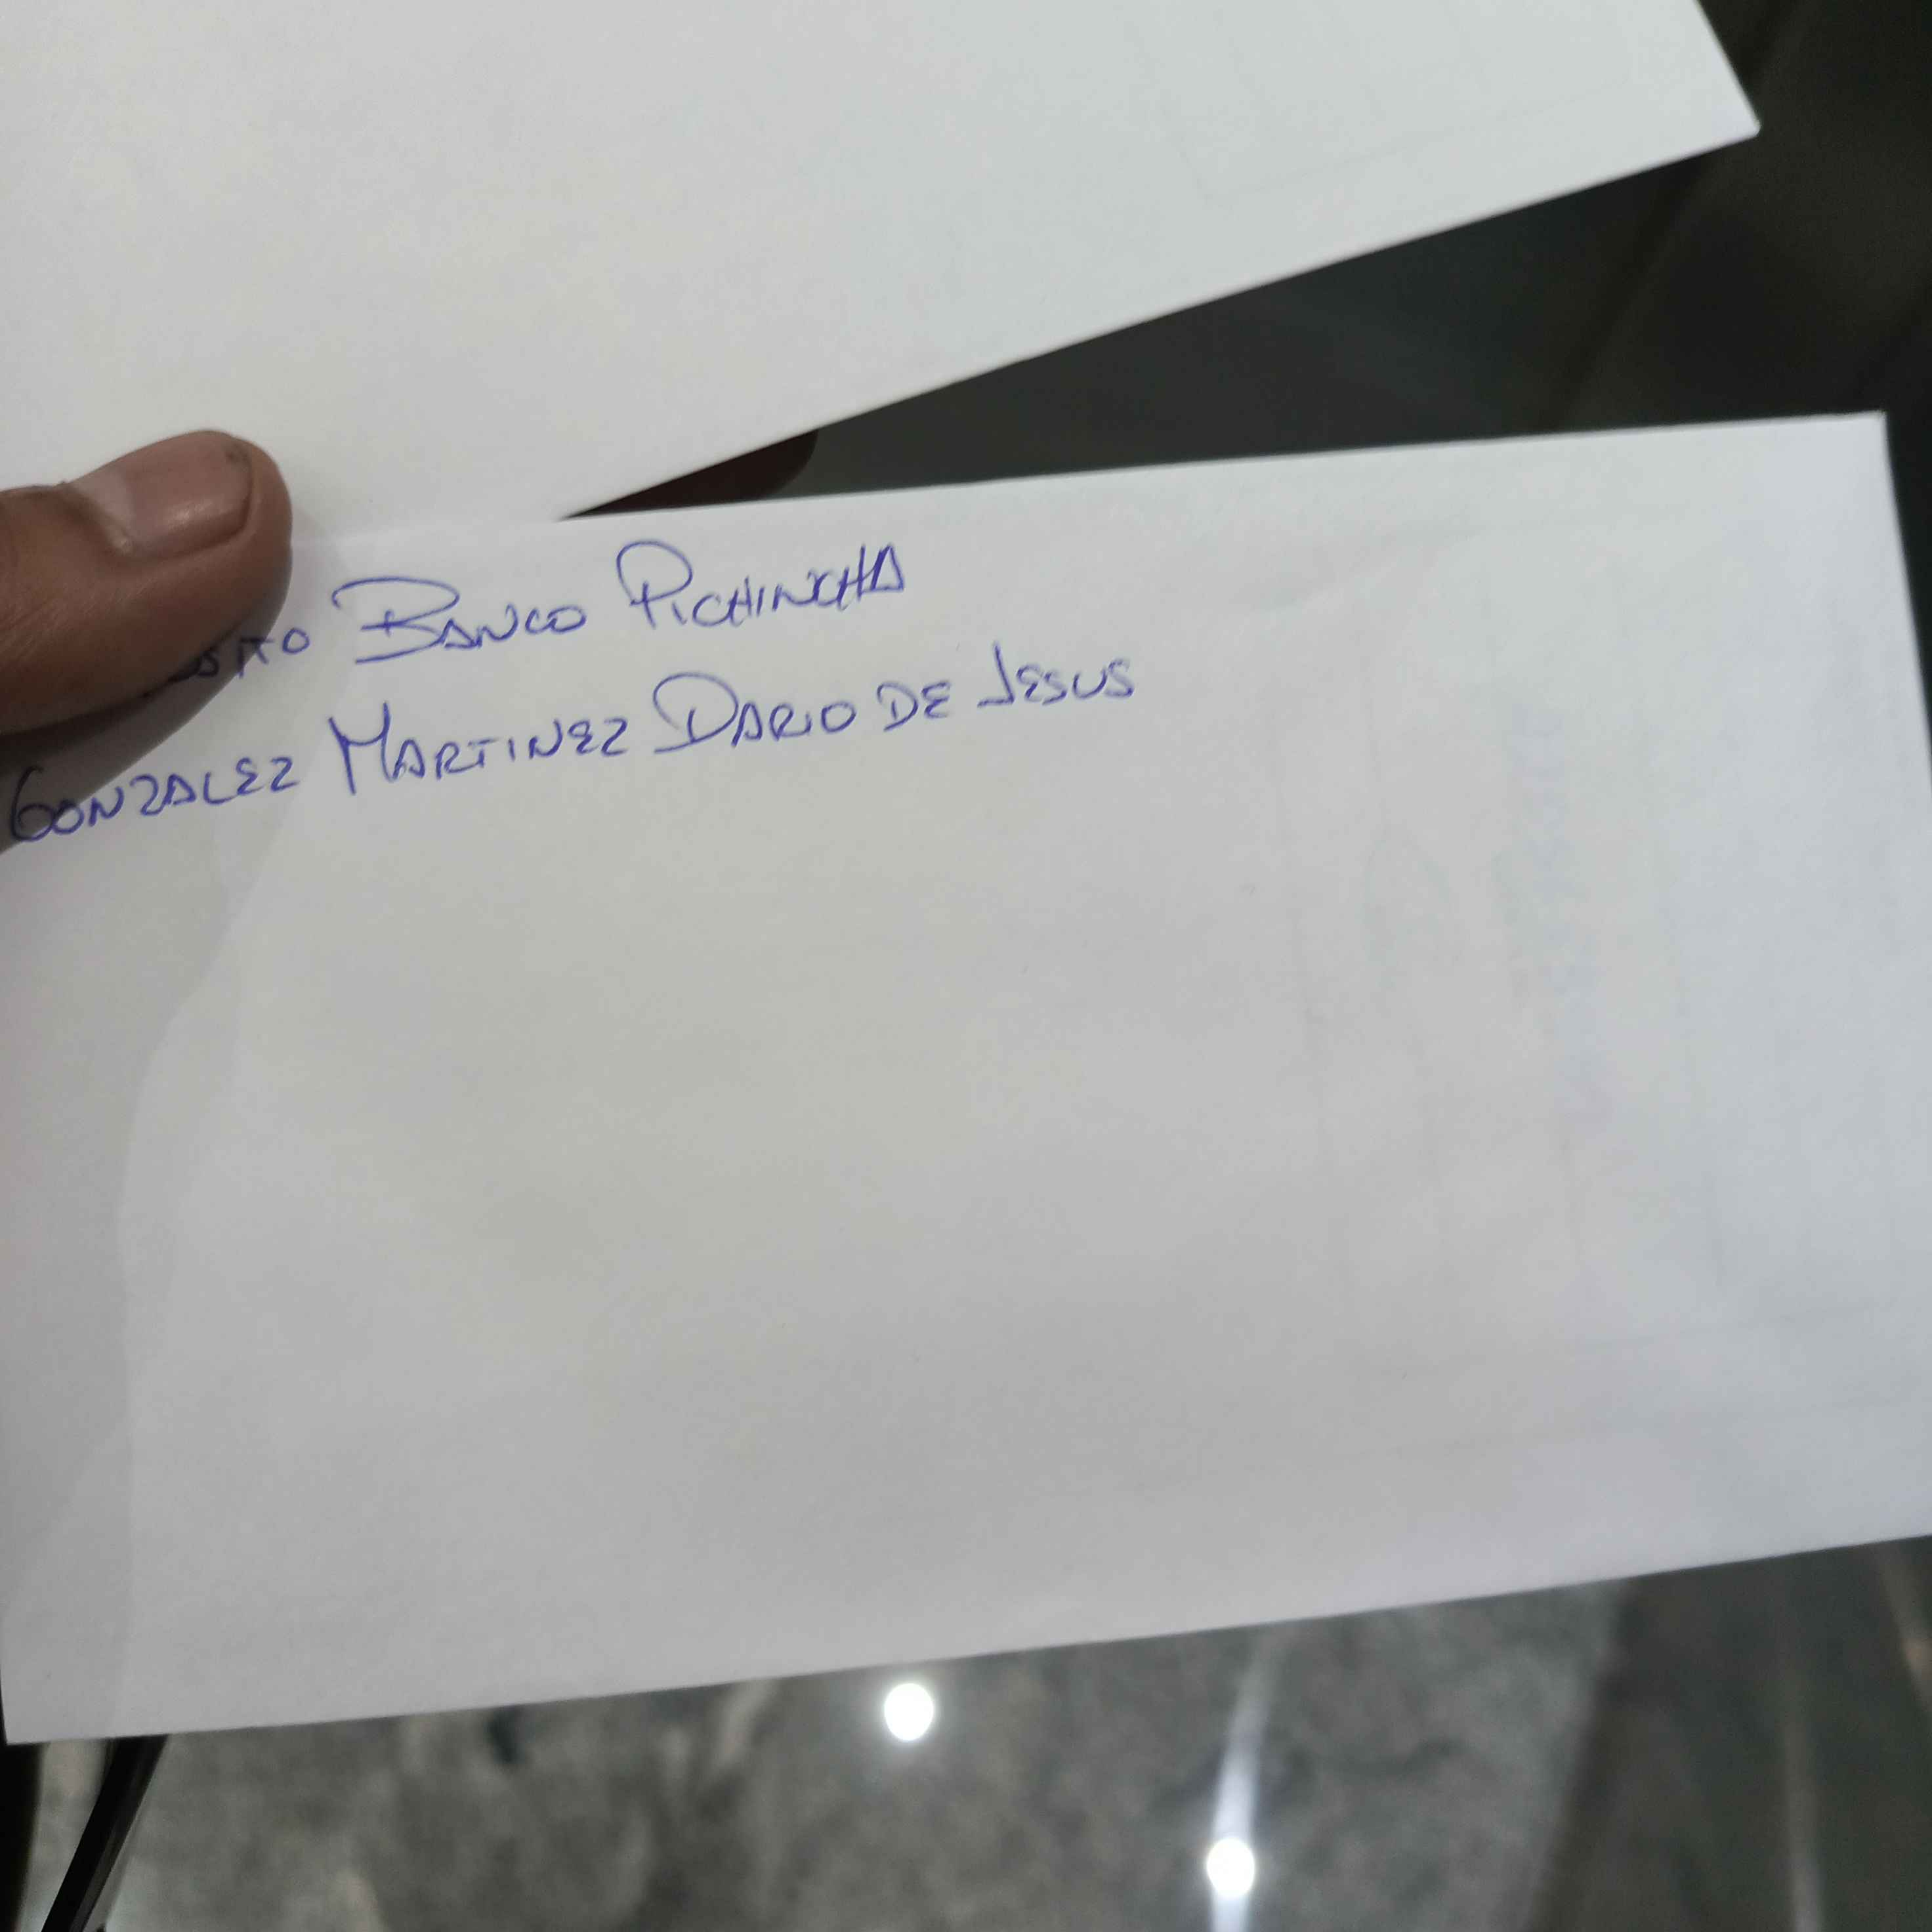 BANCO PICHINCHA
GONZALEZ MARTINEZ DARIO DE JESUS